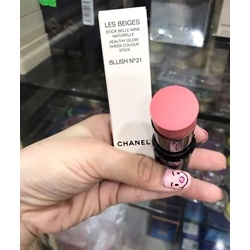 LES BEIGES
STICK BELLE MINE
NATURELLE
HEALTHY GLOW
SHEER COLOUR
STICK
BLUSH N°21
CHANEL